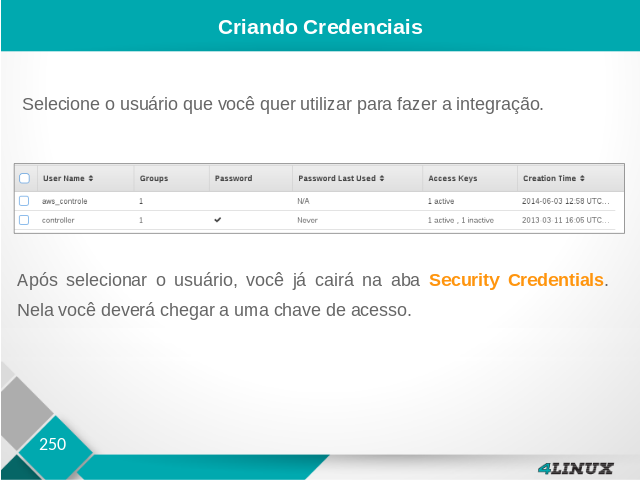 Criando Credenciais
Selecione o usuário que você quer utilizar para fazer a integração.
User Name Groups Password Password Last Used Access Keys Creation Time
aws_controle 1 N/A 1 active 2014-06-03 12:58 UTC...
controller 1 ✔ Never 1 active , 1 inactive 2013-03-11 16:05 UTC...
Após selecionar o usuário, você já cairá na aba Security Credentials.
Nela você deverá chegar a uma chave de acesso.
250
4LINUX